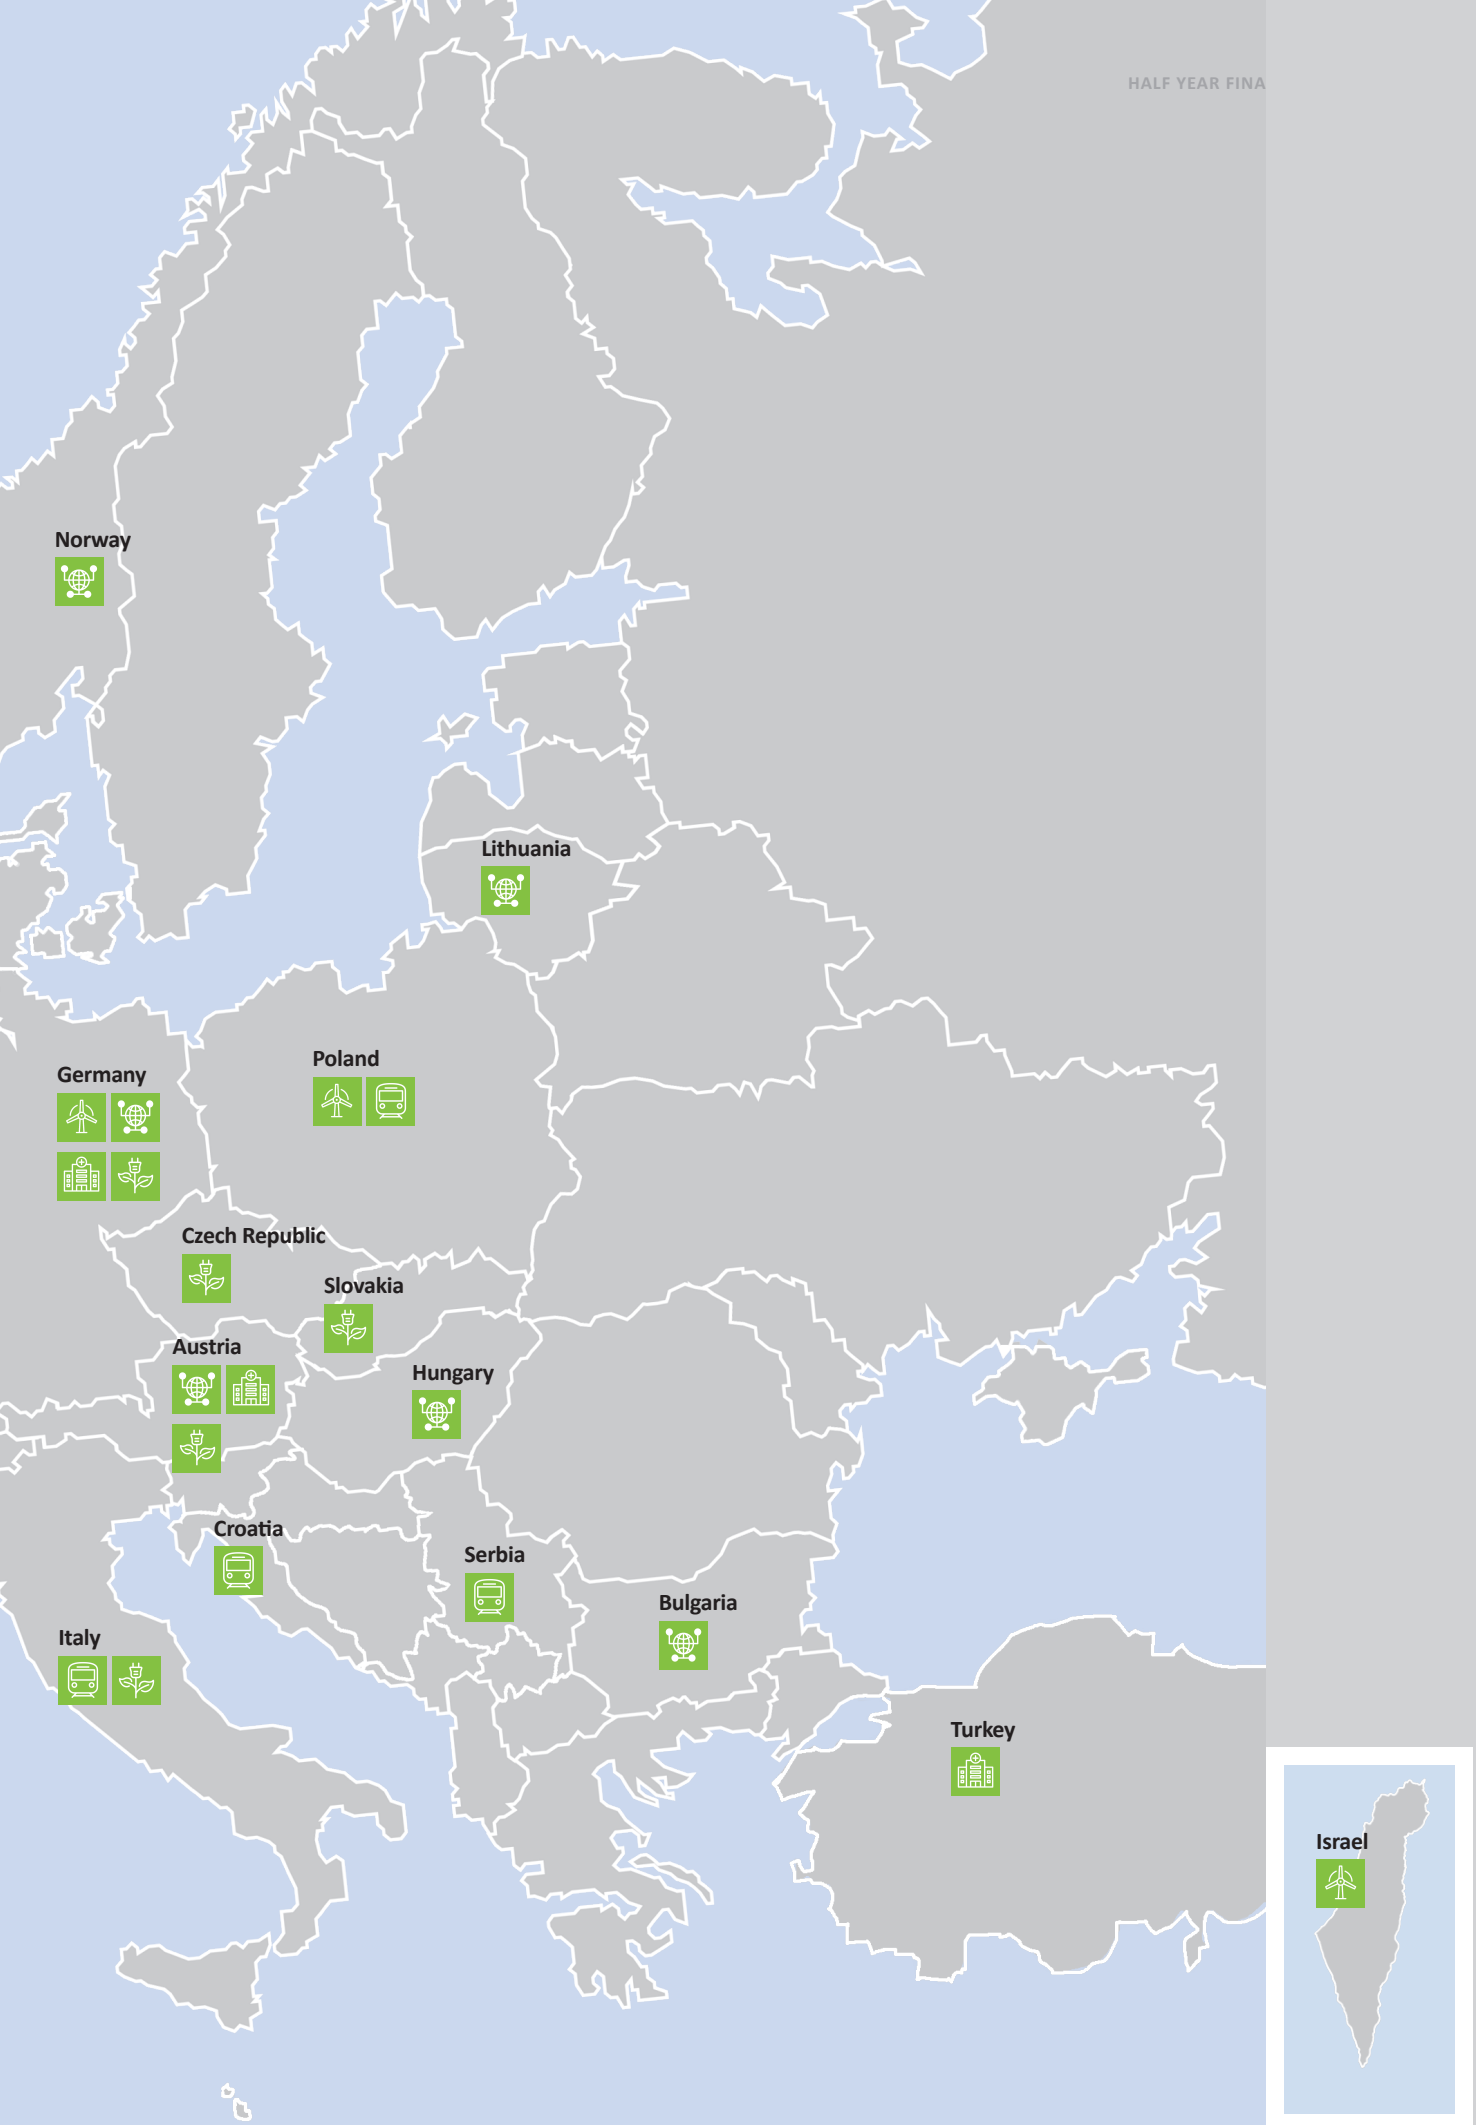 HALF YEAR FINA
Norway
Lithuania
Poland
Germany
Czech Republic
Slovakia
Austria
Hungary
Croatia
Serbia
Bulgaria
Italy
Turkey
Israel